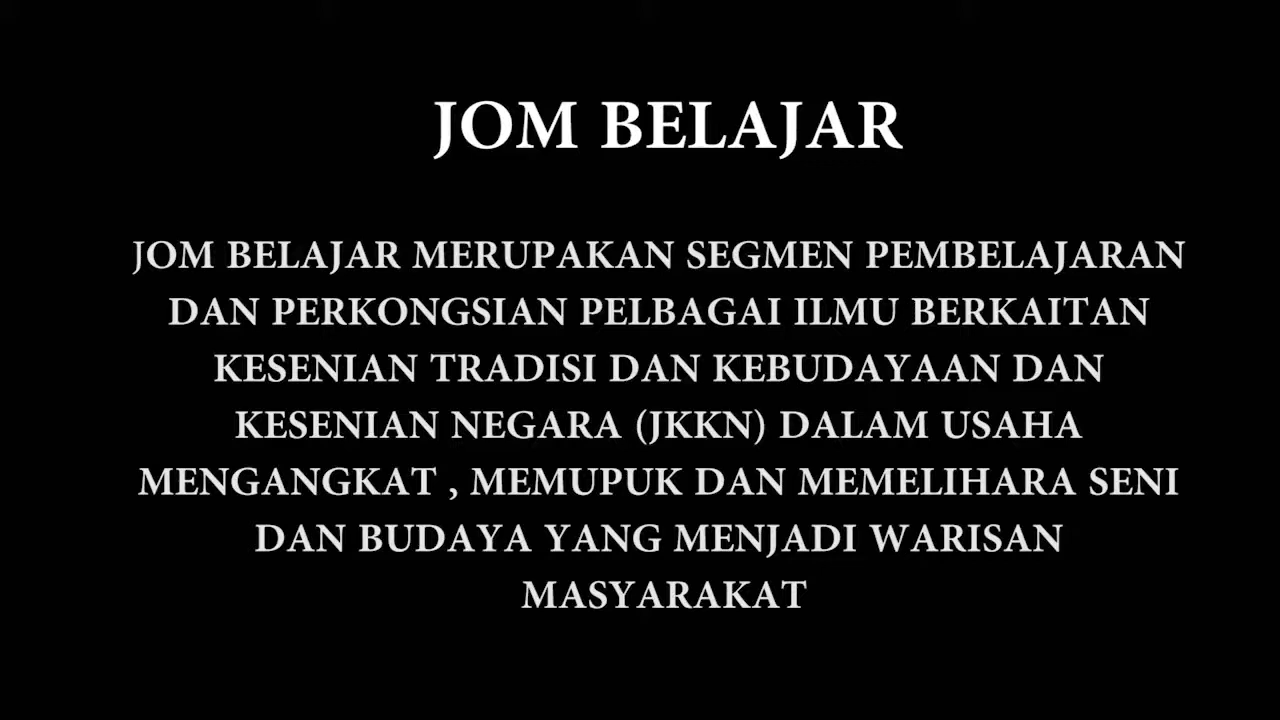 JOM BELAJAR
JOM BELAJAR MERUPAKAN SEGMEN PEMBELAJARAN
DAN PERKONGSIAN PELBAGAI ILMU BERKAITAN
KESENIAN TRADISI DAN KEBUDAYAAN DAN
KESENIAN NEGARA (JKKN) DALAM USAHA
MENGANGKAT , MEMUPUK DAN MEMELIHARA SENI
DAN BUDAYA YANG MENJADI WARISAN
MASYARAKAT